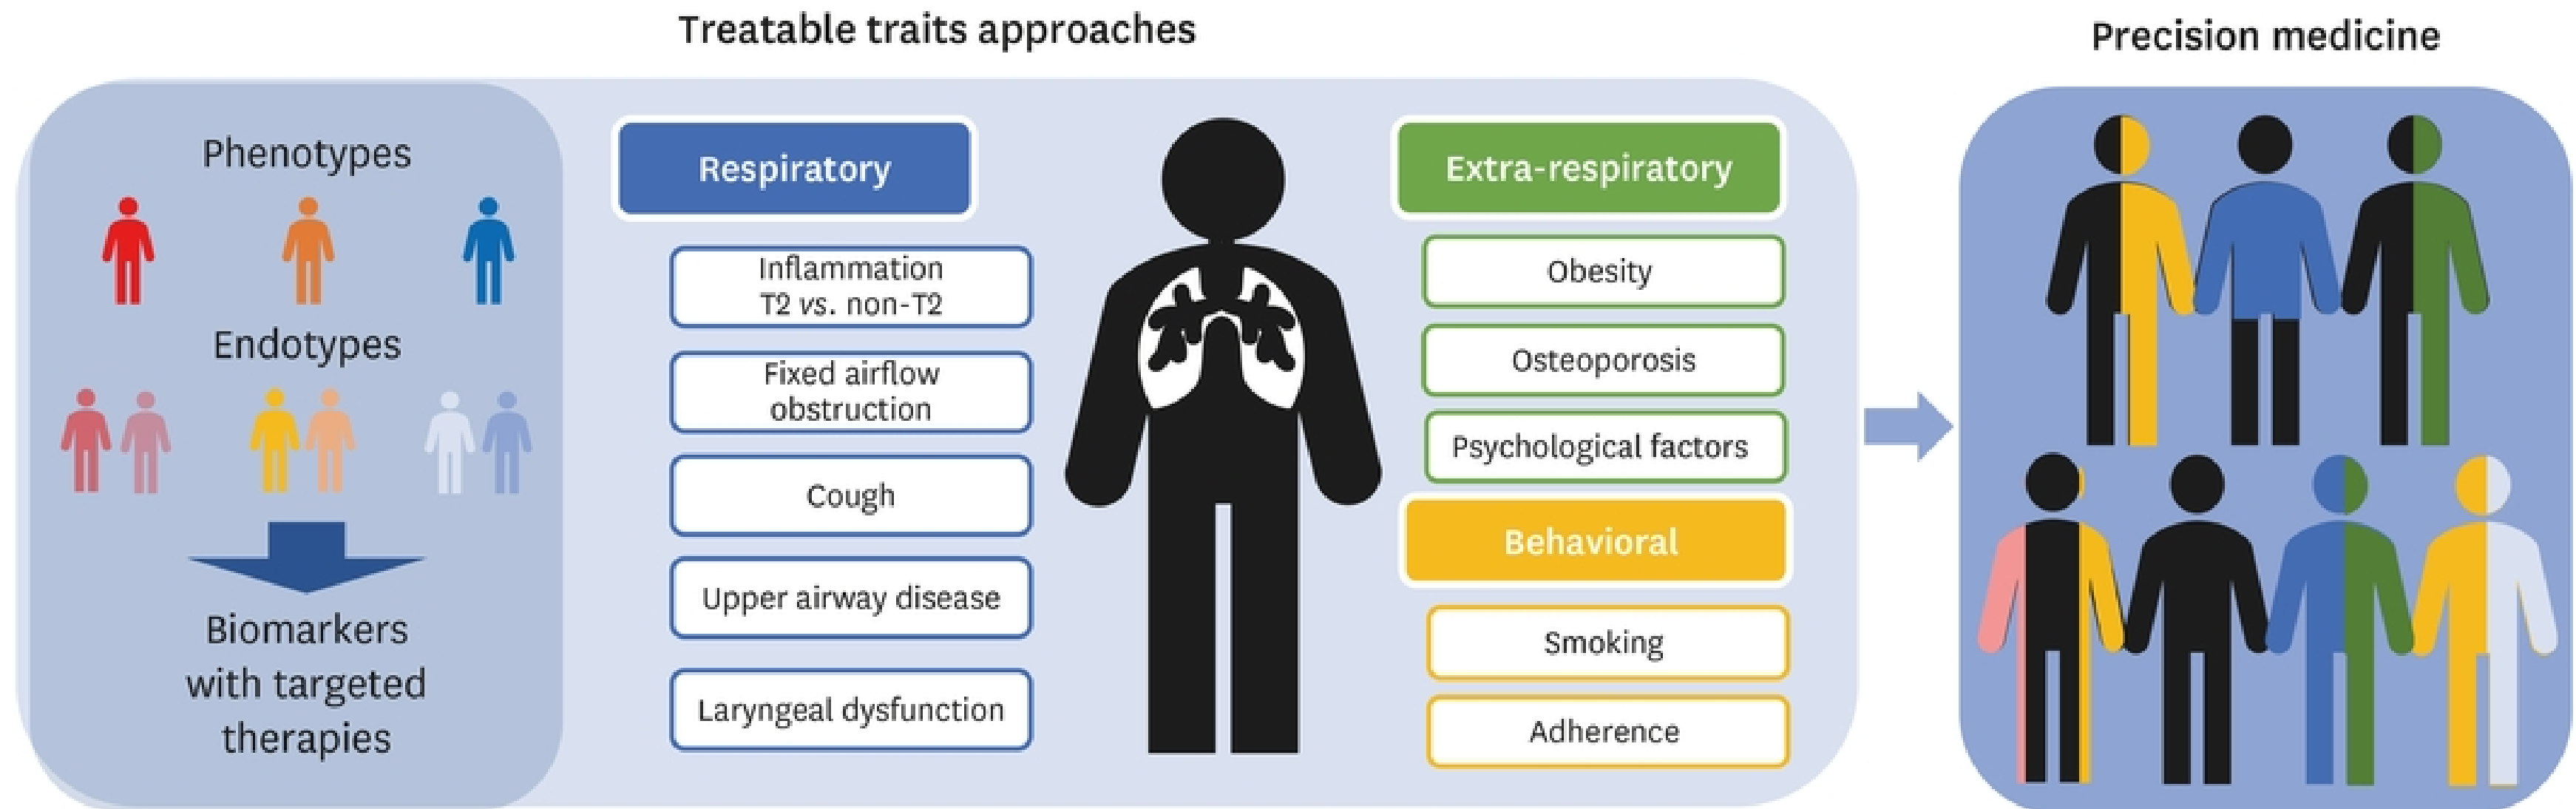 Treatable traits approaches
Precision medicine
Phenotypes
Endotypes
Biomarkers
with targeted
therapies
Respiratory
Inflammation
T2 vs. non-T2
Fixed airflow
obstruction
Cough
Upper airway disease
Laryngeal dysfunction
Extra-respiratory
Obesity
Osteoporosis
Psychological factors
Behavioral
Smoking
Adherence